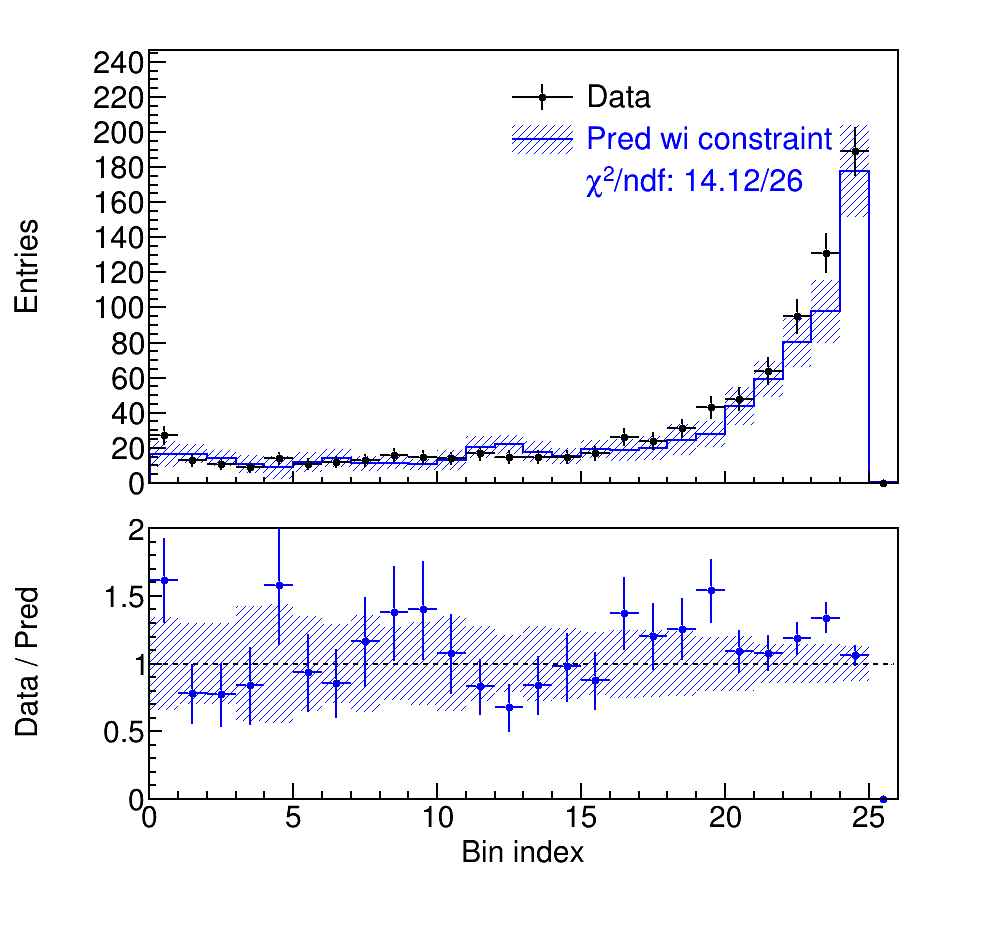 Entries
240
220
200
180
160
140
120
100
80
60
40
20
0
Data
Pred wi constraint
χ²/ndf: 14.12/26
Data / Pred
2
1.5
1
0.5
0
0 5 10 15 20 25
Bin index